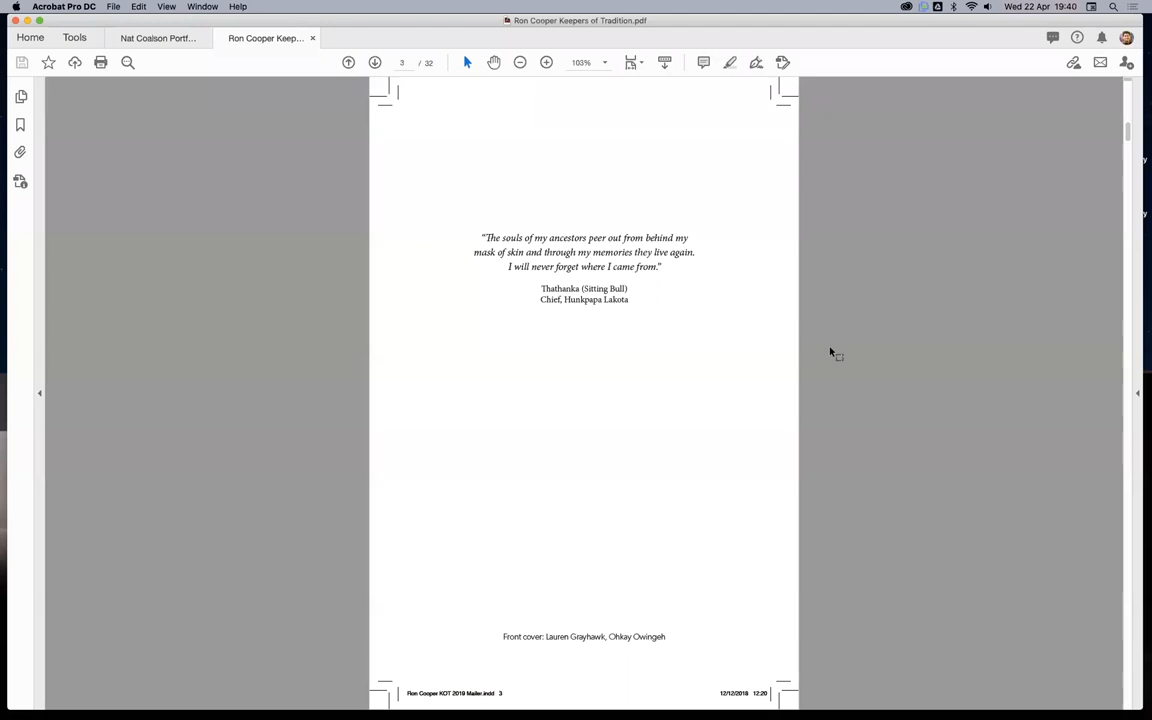 Acrobat Pro DC File Edit View Window Help Wed 22 Apr 19:40
Ron Cooper Keepers of Tradition.pdf
Home Tools Nat Coalson Portf... Ron Cooper Keep... ×
3 / 32 103%
“The souls of my ancestors peer out from behind my
mask of skin and through my memories they live again.
I will never forget where I came from.”
Thathanka (Sitting Bull)
Chief, Hunkpapa Lakota
Front cover: Lauren Grayhawk, Ohkay Owingeh
Ron Cooper KOT 2019 Mailer.indd 3 12/12/2018 12:20